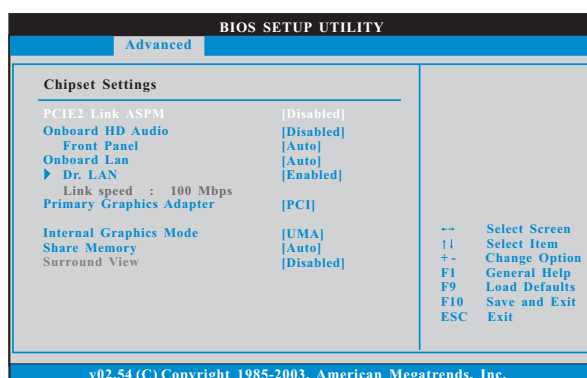 BIOS SETUP UTILITY
Advanced
Chipset Settings
PCIE2 Link ASPM [Disabled]
Onboard HD Audio [Disabled]
Front Panel [Auto]
Onboard Lan [Auto]
Dr. LAN [Enabled]
Link speed : 100 Mbps
Primary Graphics Adapter [PCI]
Internal Graphics Mode [UMA]
Share Memory [Auto]
Surround View [Disabled]
←→ Select Screen
↑↓ Select Item
+ - Change Option
F1 General Help
F9 Load Defaults
F10 Save and Exit
ESC Exit
v02.54 (C) Copyright 1985-2003, American Megatrends, Inc.